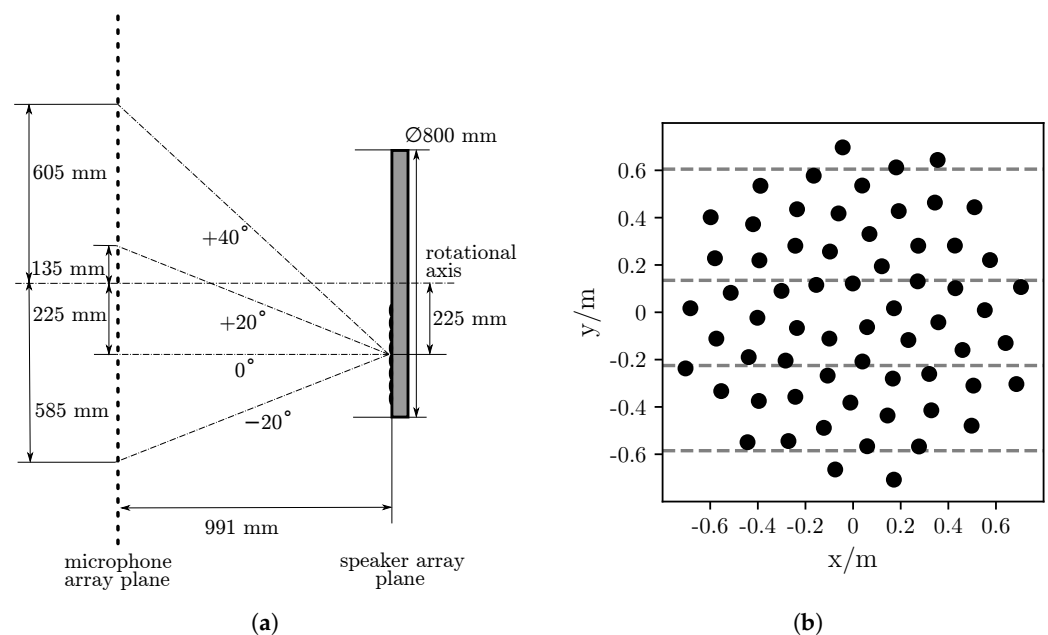 605 mm
135 mm
225 mm
585 mm
+40°
+20°
0°
−20°
Ø800 mm
rotational
axis
225 mm
991 mm
microphone
array plane
speaker array
plane
(a)
y/m
0.6
0.4
0.2
0
-0.2
-0.4
-0.6
-0.6 -0.4 -0.2 0 0.2 0.4 0.6
x/m
(b)